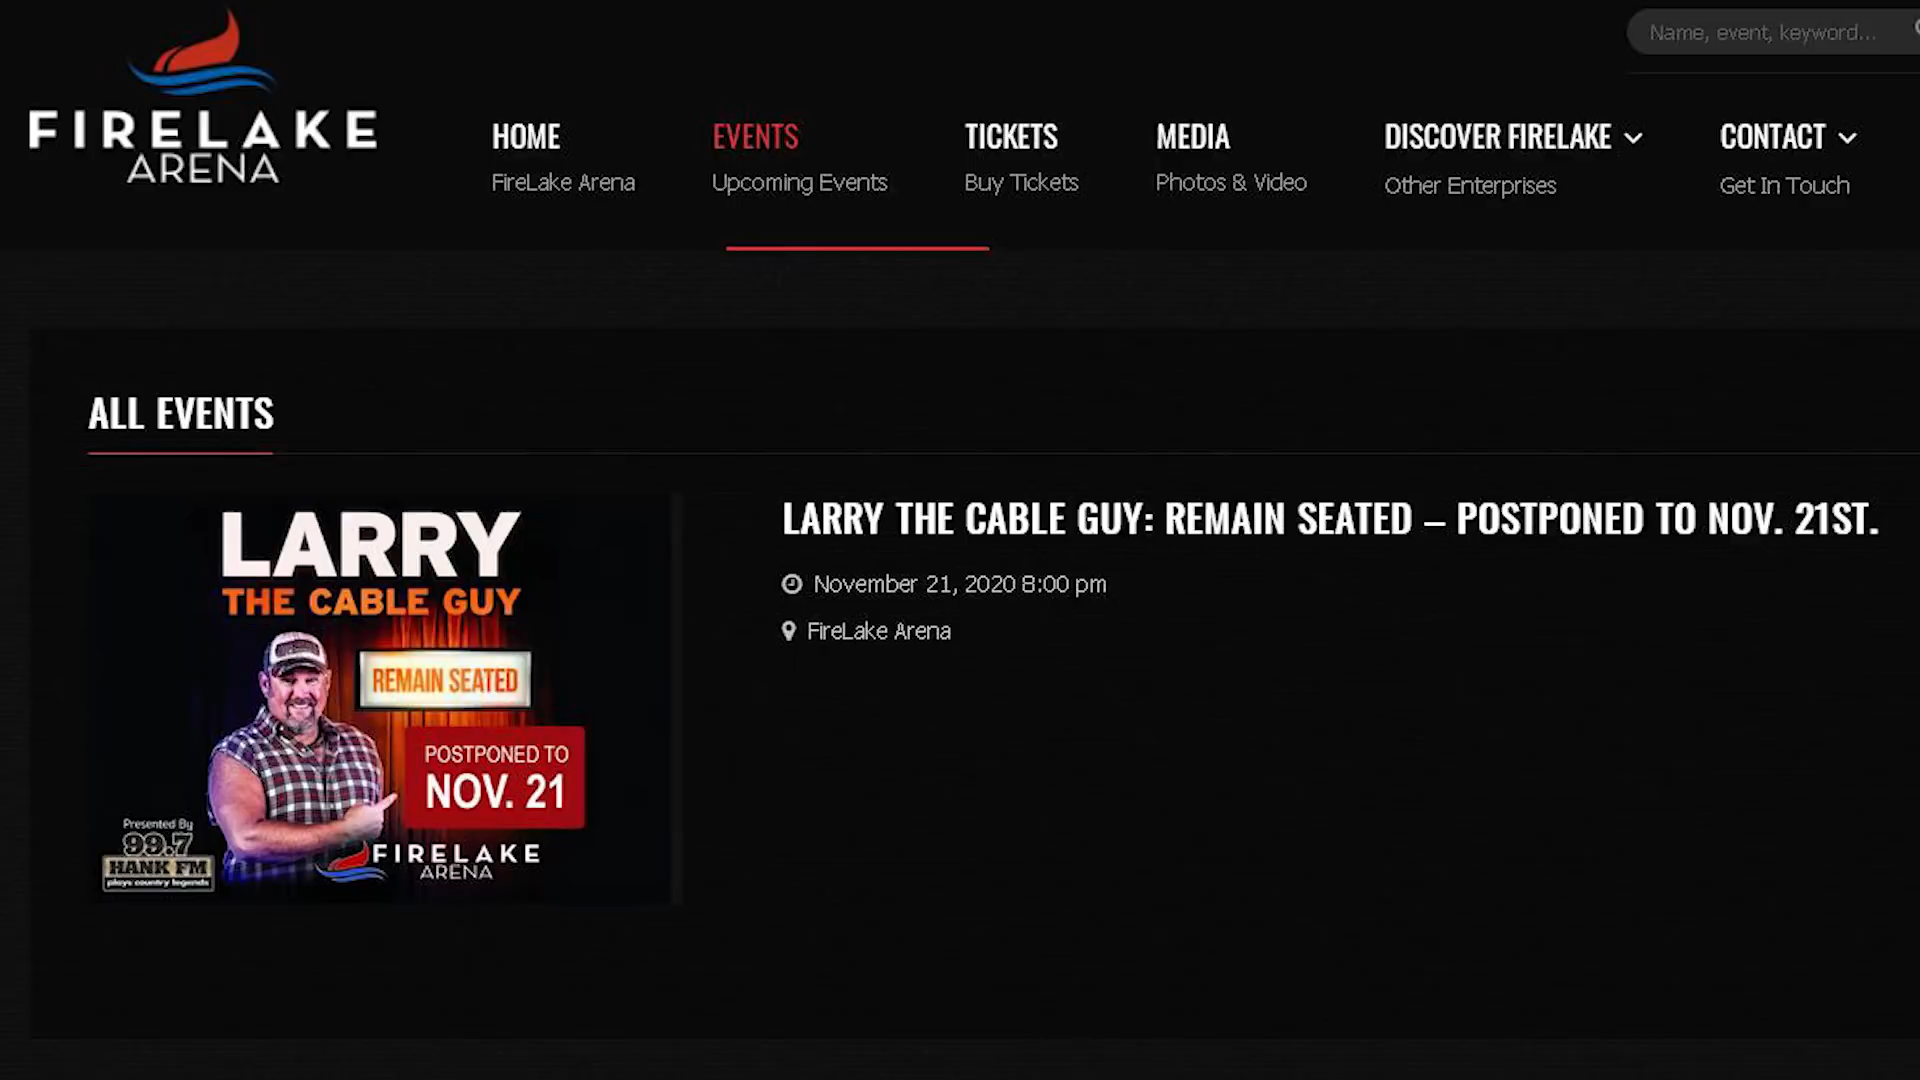 FIRELAKE
ARENA
Name, event, keyword...
HOME
FireLake Arena
EVENTS
Upcoming Events
TICKETS
Buy Tickets
MEDIA
Photos & Video
DISCOVER FIRELAKE
Other Enterprises
CONTACT
Get In Touch
ALL EVENTS
LARRY
THE CABLE GUY
REMAIN SEATED
POSTPONED TO
NOV. 21
Presented By
99.7
HANK FM
plays country legends
FIRELAKE
ARENA
LARRY THE CABLE GUY: REMAIN SEATED – POSTPONED TO NOV. 21ST.
November 21, 2020 8:00 pm
FireLake Arena